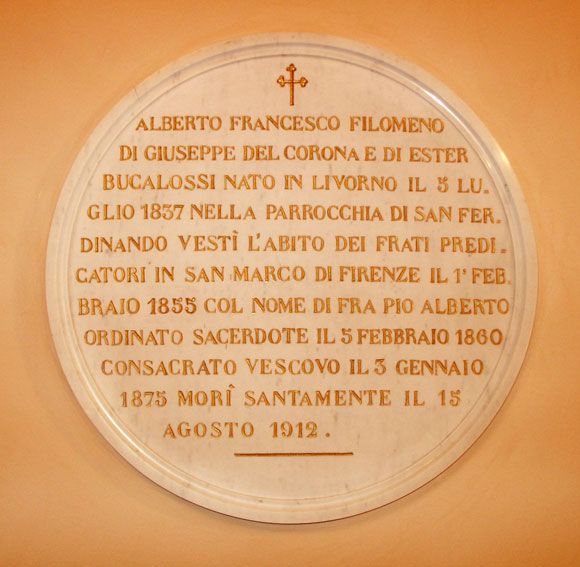 ALBERTO FRANCESCO FILOMENO
DI GIUSEPPE DEL CORONA E DI ESTER
BUCALOSSI NATO IN LIVORNO IL 5 LU-
GLIO 1837 NELLA PARROCCHIA DI SAN FER-
DINANDO VESTÌ L'ABITO DEI FRATI PREDI-
CATORI IN SAN MARCO DI FIRENZE IL 1° FEB
BRAIO 1855 COL NOME DI FRA PIO ALBERTO
ORDINATO SACERDOTE IL 5 FEBBRAIO 1860
CONSACRATO VESCOVO IL 3 GENNAIO
1875 MORÎ SANTAMENTE IL 15
AGOSTO 1912.